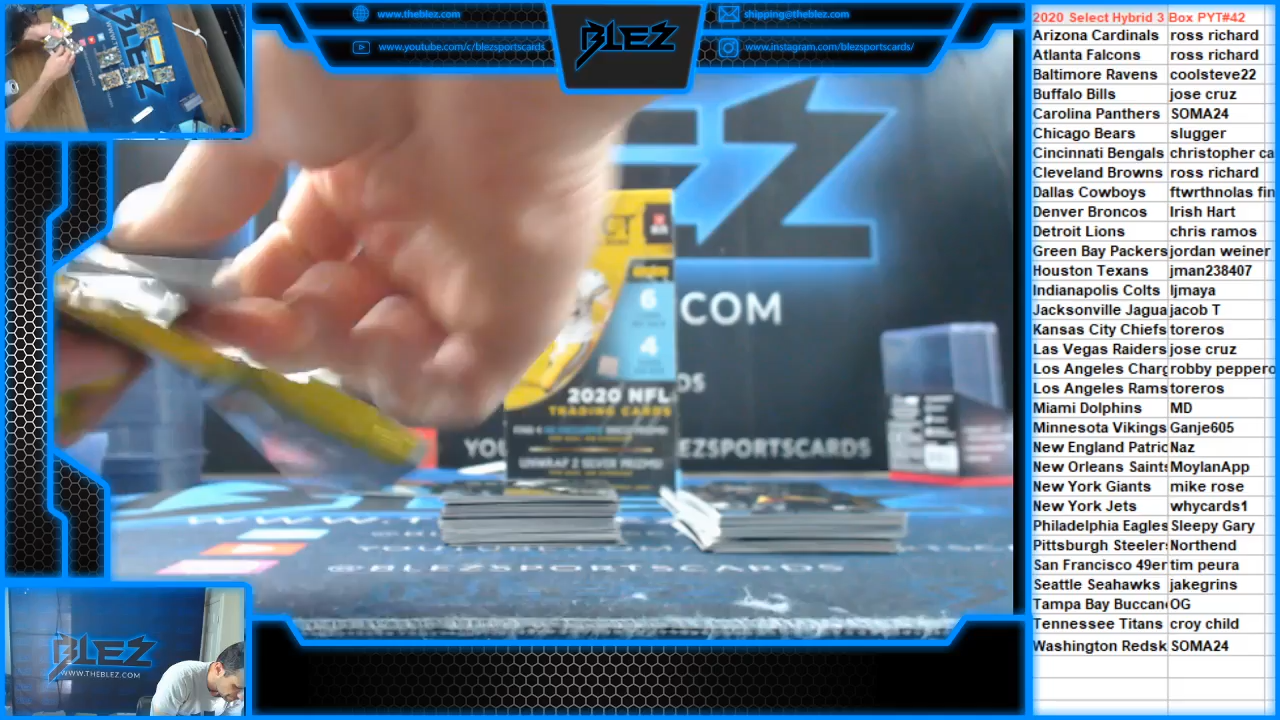 www.theblez.com
shipping@theblez.com
www.youtube.com/c/blezsportscards
www.instagram.com/blezsportscards/
BLEZ
.COM
6
4
2020 NFL
TRADING CARDS
BLEZ
WWW.THEBLEZ.COM
@BLEZSPORTSCARDS
2020 Select Hybrid 3 Box PYT#42
Arizona Cardinals ross richard
Atlanta Falcons ross richard
Baltimore Ravens coolsteve22
Buffalo Bills jose cruz
Carolina Panthers SOMA24
Chicago Bears slugger
Cincinnati Bengals christopher ca
Cleveland Browns ross richard
Dallas Cowboys ftwrthnolas fin
Denver Broncos Irish Hart
Detroit Lions chris ramos
Green Bay Packers jordan weiner
Houston Texans jman238407
Indianapolis Colts ljmaya
Jacksonville Jagua jacob T
Kansas City Chiefs toreros
Las Vegas Raiders jose cruz
Los Angeles Charg robby peppero
Los Angeles Rams toreros
Miami Dolphins MD
Minnesota Vikings Ganje605
New England Patric Naz
New Orleans Saints MoylanApp
New York Giants mike rose
New York Jets whycards1
Philadelphia Eagles Sleepy Gary
Pittsburgh Steelers Northend
San Francisco 49er tim peura
Seattle Seahawks jakegrins
Tampa Bay Buccan OG
Tennessee Titans croy child
Washington Redsk SOMA24